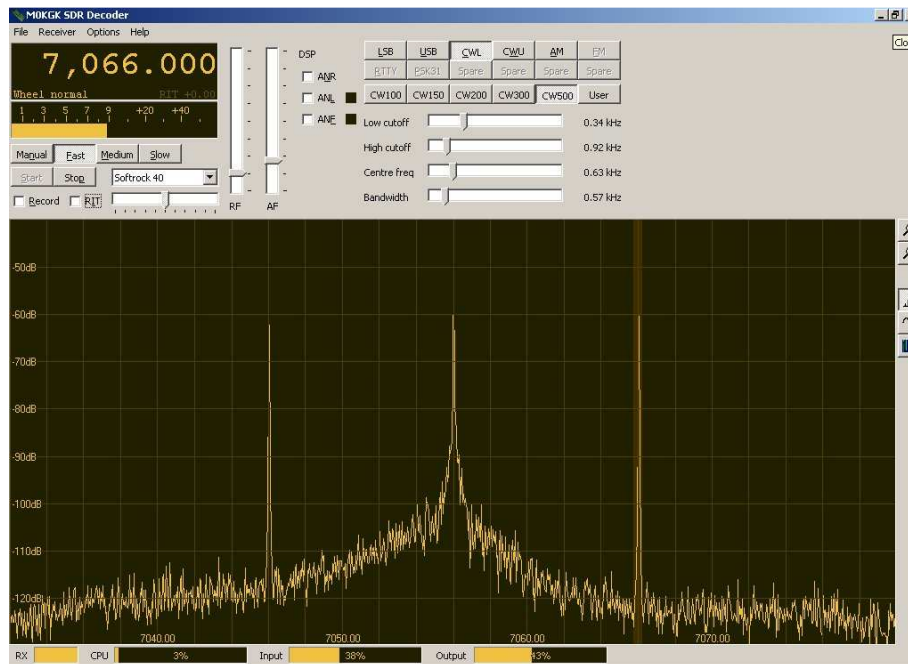 M0KGK SDR Decoder
File Receiver Options Help
7,066.000
Wheel normal RIT +0.00
1 3 5 7 9 +20 +40
Manual Fast Medium Slow
Start Stop Softrock 40
Record RIT
RF AF
DSP
ANR
ANL
ANE
LSB USB CWL CWU AM FM
RTTY PSK31 Spare Spare Spare Spare
CW100 CW150 CW200 CW300 CW500 User
Low cutoff 0.34 kHz
High cutoff 0.92 kHz
Centre freq 0.63 kHz
Bandwidth 0.57 kHz
Clo
-50dB
-60dB
-70dB
-80dB
-90dB
-100dB
-110dB
-120dB
7040.00 7050.00 7060.00 7070.00
RX CPU 3% Input 38% Output 43%